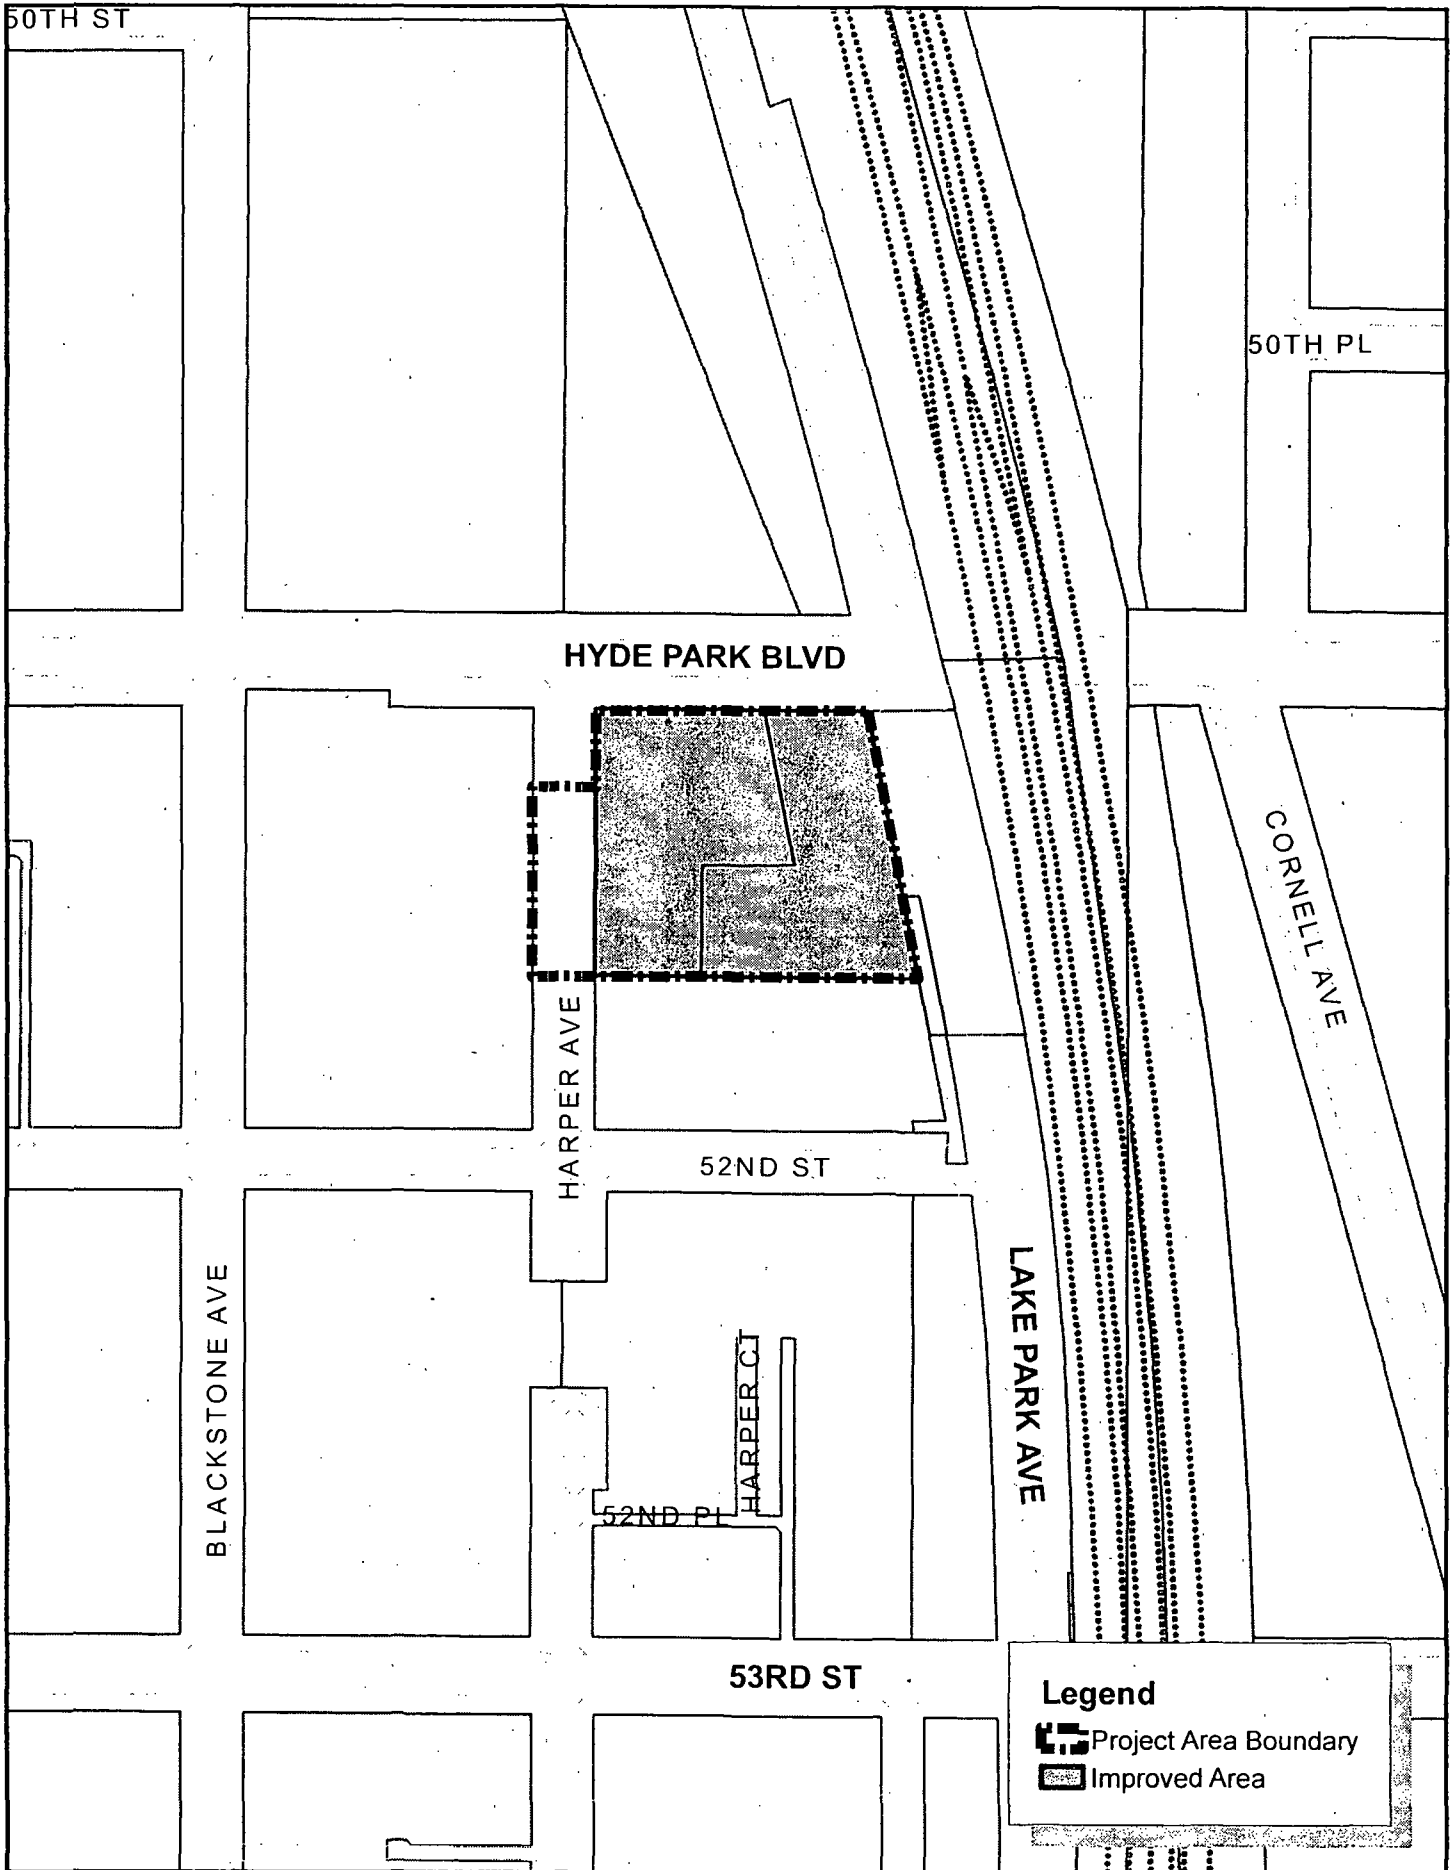 50TH ST
50TH PL
HYDE PARK BLVD
CORNELL AVE
HARPER AVE
52ND ST
LAKE PARK AVE
BLACKSTONE AVE
HARPER CT
52ND PL
53RD ST
Legend
Project Area Boundary
Improved Area